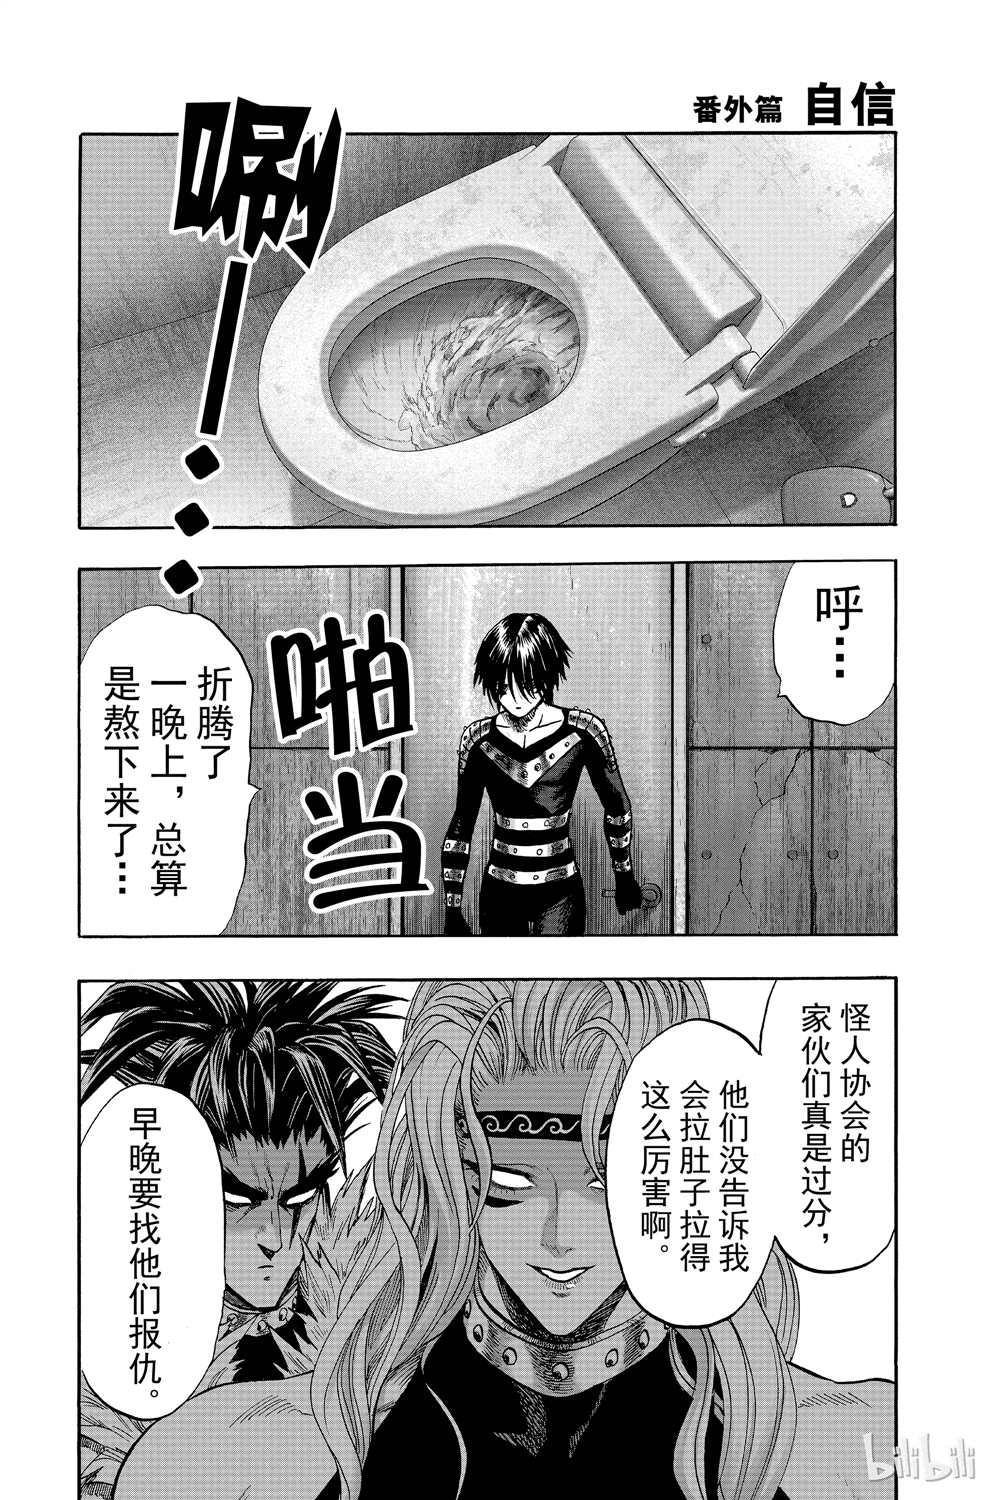 番外篇 自信
唰——...
呼...
啪当
折腾了
一晚上，总算
是熬下来了...
怪人协会的
家伙们真是过分，
他们没告诉我
会拉肚子拉得
这么厉害啊。
早晚要找他们报仇。
bilibili